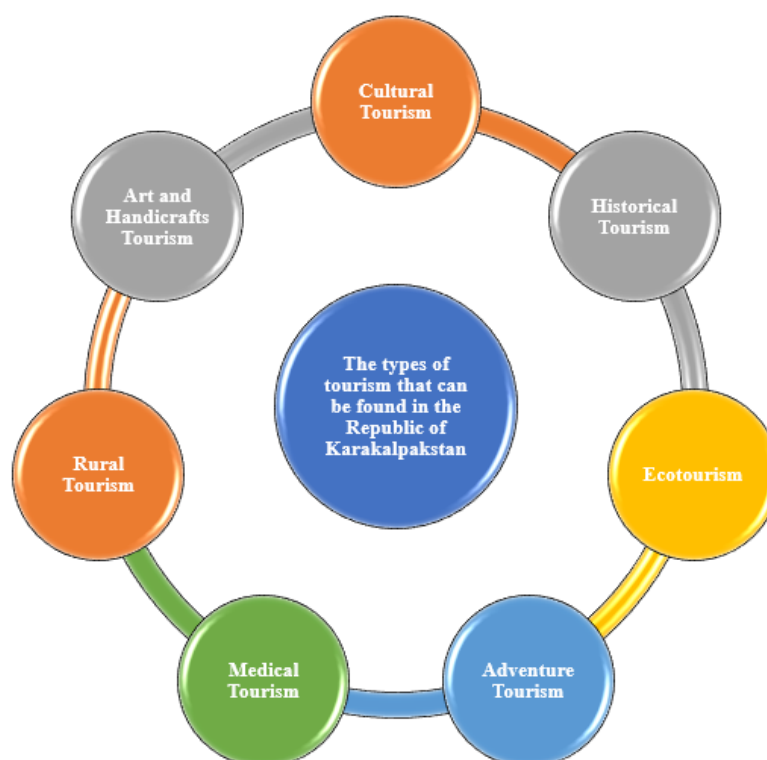 Cultural
Tourism
Historical
Tourism
Ecotourism
Adventure
Tourism
Medical
Tourism
Rural
Tourism
Art and
Handicrafts
Tourism
The types of
tourism that can
be found in the
Republic of
Karakalpakstan